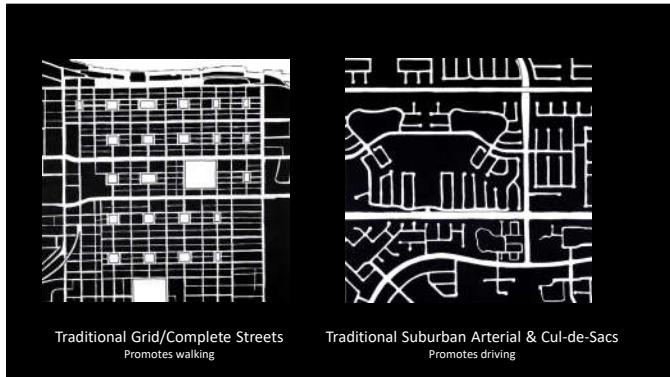 Traditional Grid/Complete Streets
Promotes walking
Traditional Suburban Arterial & Cul-de-Sacs
Promotes driving